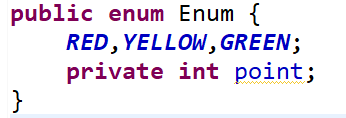 public enum Enum {
RED,YELLOW,GREEN;
private int point;
}